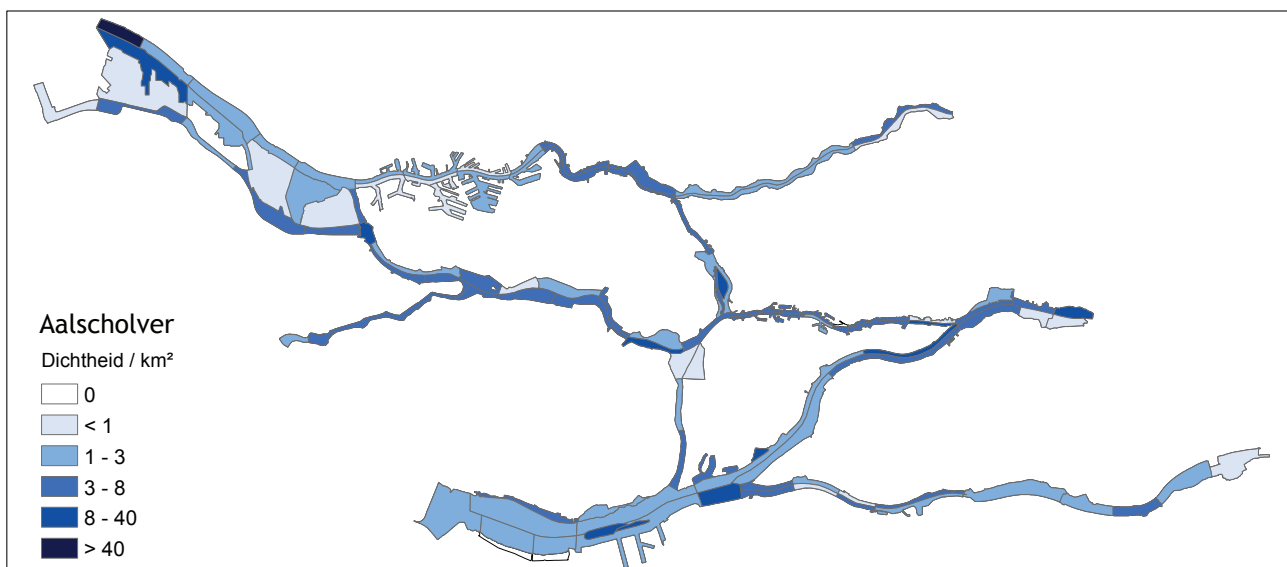 Aalscholver
Dichtheid / km²
0
< 1
1 - 3
3 - 8
8 - 40
> 40